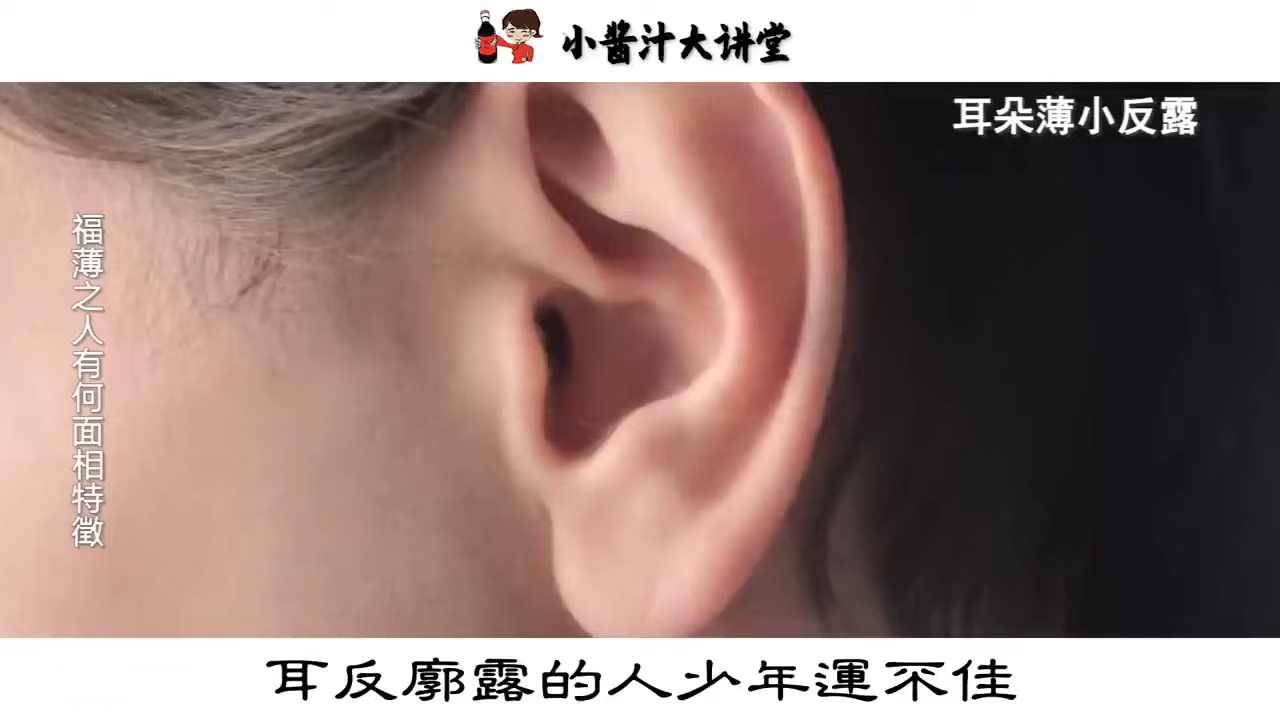 小酱汁大讲堂
耳朵薄小反露
福薄之人有何面相特徵
耳反廓露的人少年運不佳